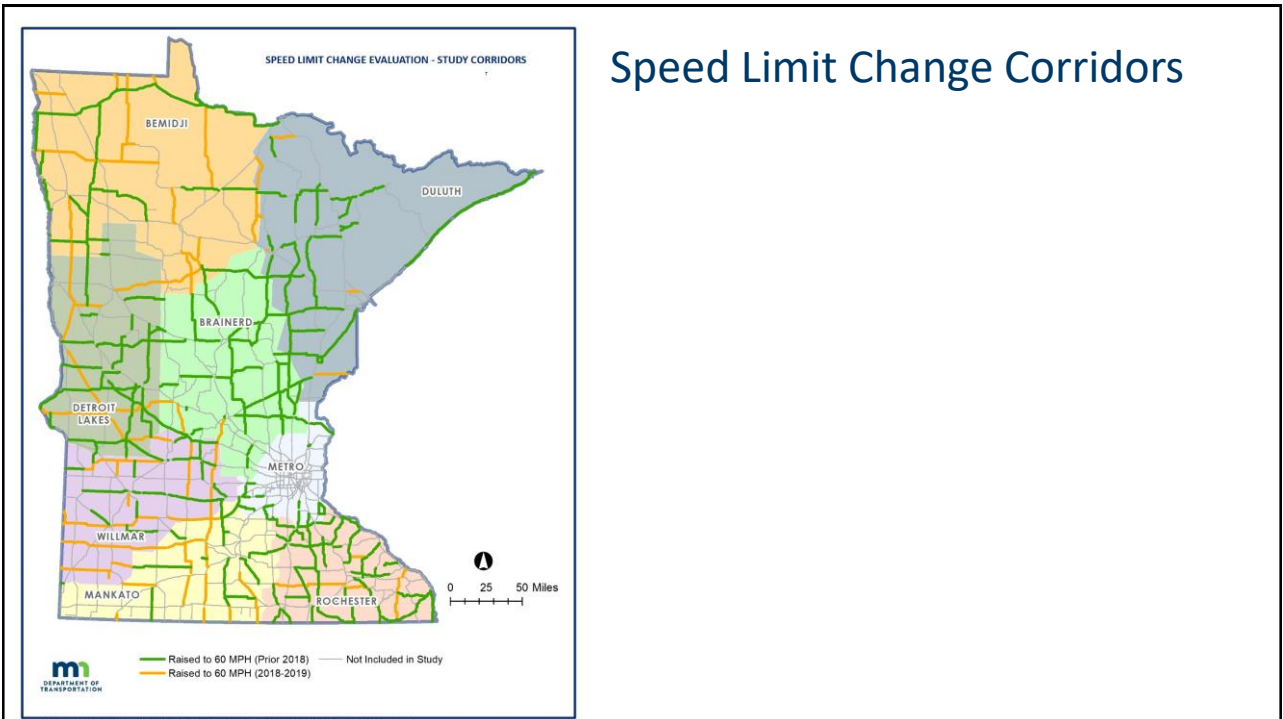 Speed Limit Change Corridors
SPEED LIMIT CHANGE EVALUATION - STUDY CORRIDORS
BEMIDJI
DULUTH
BRAINERD
DETROIT
LAKES
METRO
WILLMAR
MANKATO
ROCHESTER
0 25 50 Miles
Raised to 60 MPH (Prior 2018) Not Included in Study
Raised to 60 MPH (2018-2019)
mn
DEPARTMENT OF
TRANSPORTATION